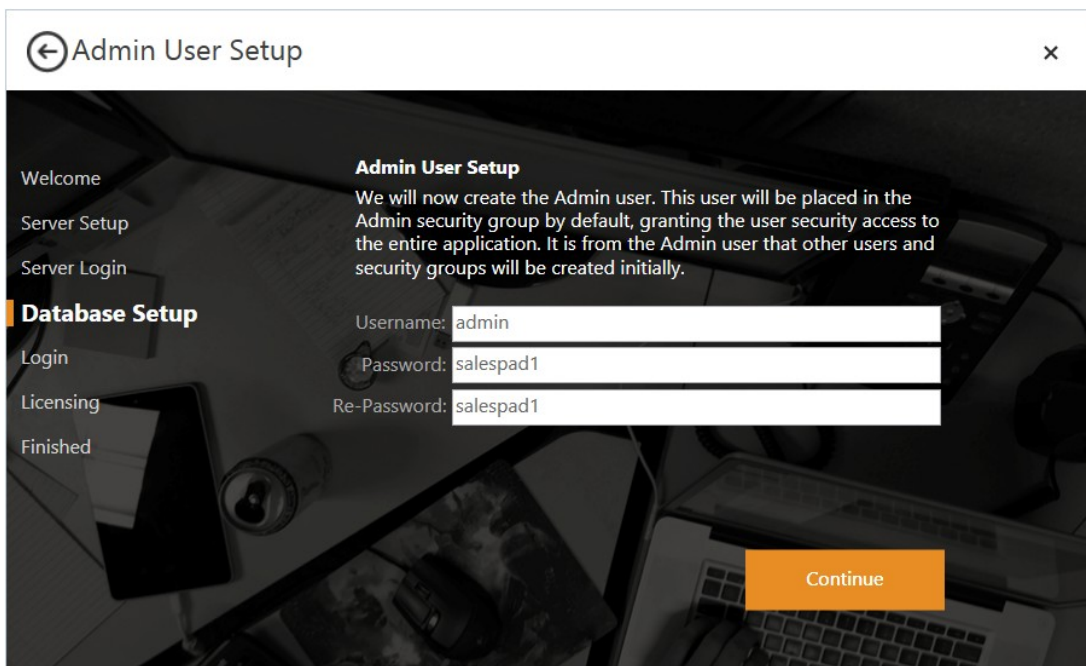 Admin User Setup
×
Welcome
Server Setup
Server Login
Database Setup
Login
Licensing
Finished
Admin User Setup
We will now create the Admin user. This user will be placed in the
Admin security group by default, granting the user security access to
the entire application. It is from the Admin user that other users and
security groups will be created initially.
Username: admin
Password: salespad1
Re-Password: salespad1
Continue